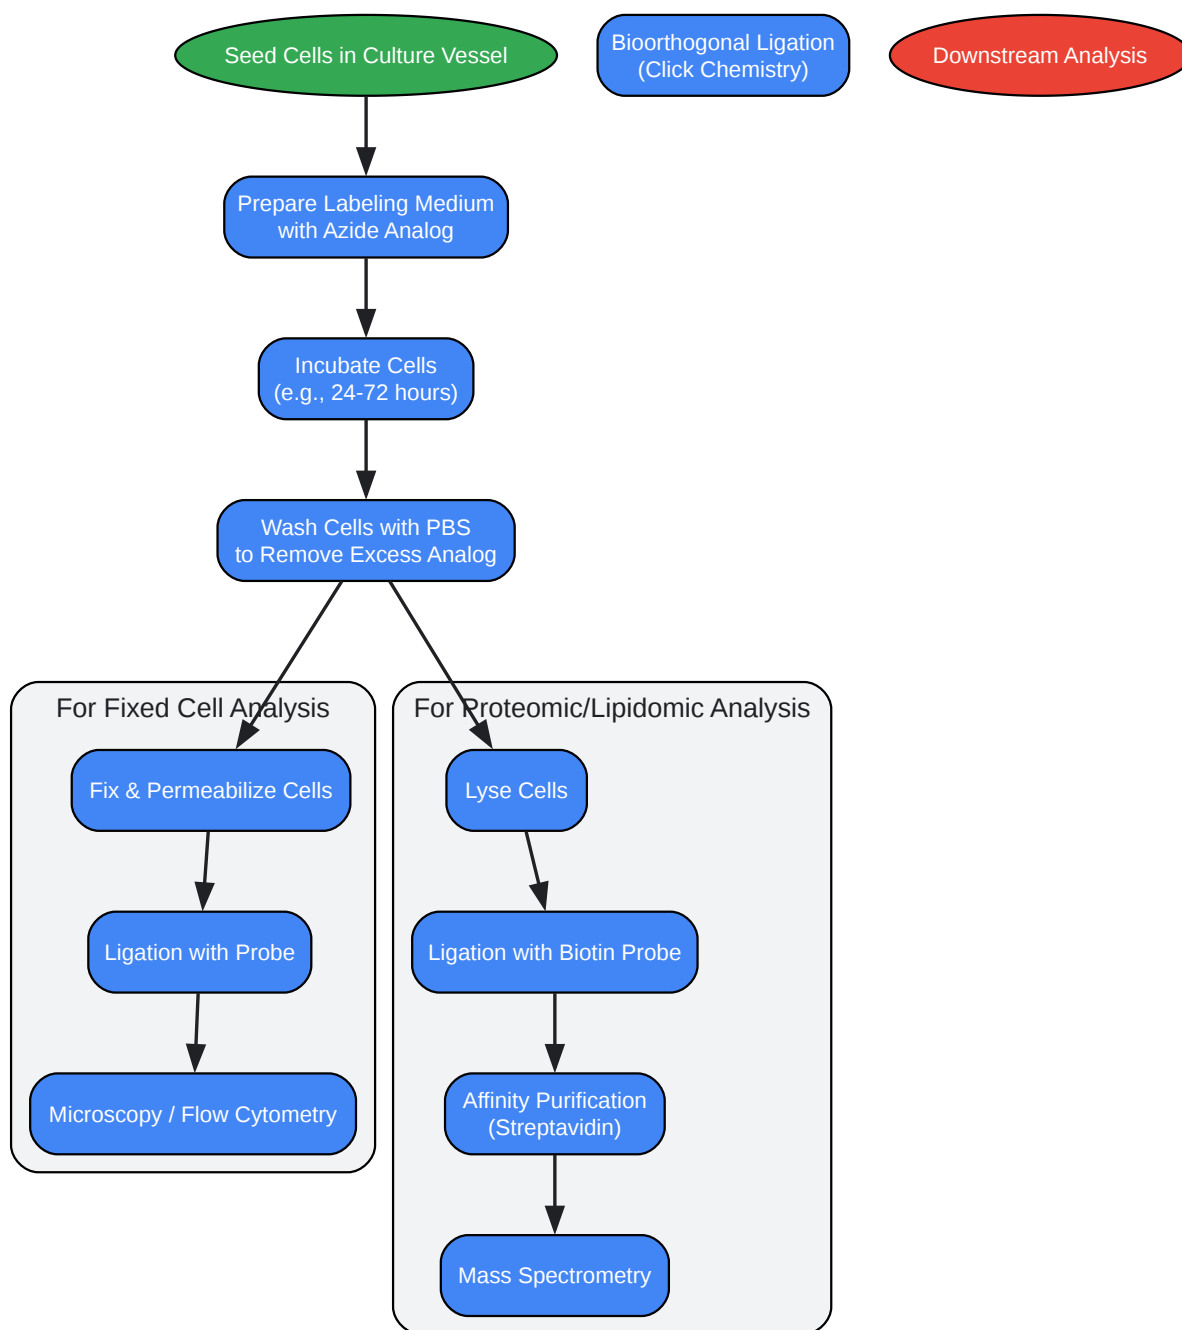 Seed Cells in Culture Vessel
Bioorthogonal Ligation
(Click Chemistry)
Downstream Analysis
Prepare Labeling Medium
with Azide Analog
Incubate Cells
(e.g., 24-72 hours)
Wash Cells with PBS
to Remove Excess Analog
For Fixed Cell Analysis
Fix & Permeabilize Cells
Ligation with Probe
Microscopy / Flow Cytometry
For Proteomic/Lipidomic Analysis
Lyse Cells
Ligation with Biotin Probe
Affinity Purification
(Streptavidin)
Mass Spectrometry